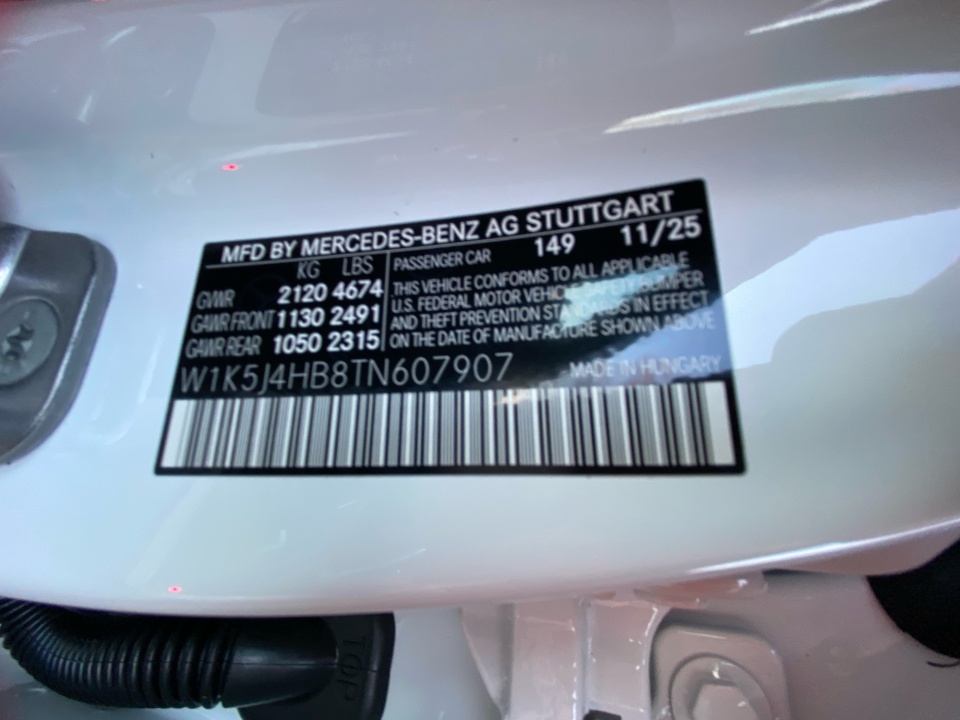 MFD BY MERCEDES-BENZ AG STUTTGART
KG LBS
GWR 2120 4674
GAWR FRONT 1130 2491
GAWR REAR 1050 2315
PASSENGER CAR 149 11/25
THIS VEHICLE CONFORMS TO ALL APPLICABLE
U.S. FEDERAL MOTOR VEHICLE SAFETY BUMPER
AND THEFT PREVENTION STANDARDS IN EFFECT
ON THE DATE OF MANUFACTURE SHOWN ABOVE
W1K5J4HB8TN607907
MADE IN HUNGARY
TOP